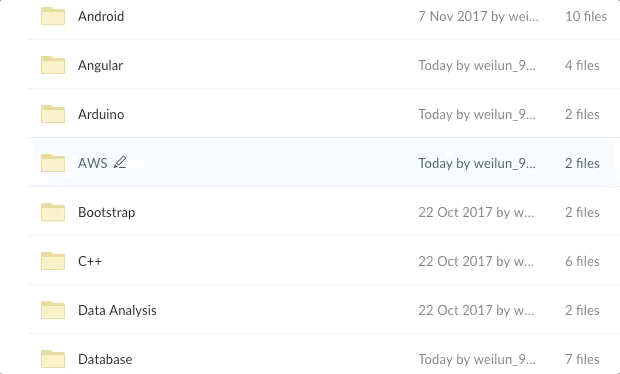 Android 7 Nov 2017 by wei... 10 files
Angular Today by weilun_9... 4 files
Arduino Today by weilun_9... 2 files
AWS Today by weilun_9... 2 files
Bootstrap 22 Oct 2017 by w... 2 files
C++ 22 Oct 2017 by w... 6 files
Data Analysis 22 Oct 2017 by w... 2 files
Database Today by weilun_9... 7 files